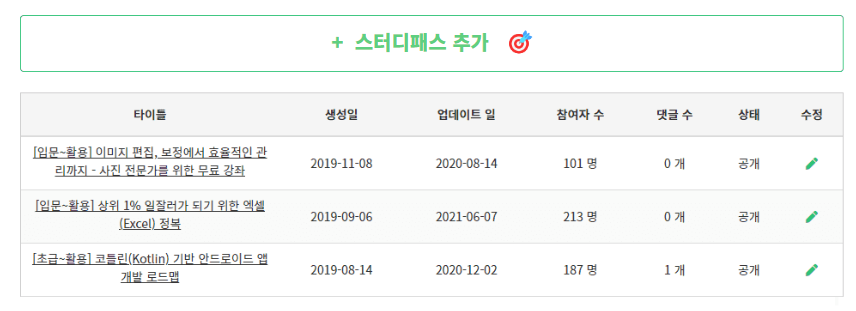 + 스터디패스 추가
타이틀 생성일 업데이트 일 참여자 수 댓글 수 상태 수정
[입문~활용] 이미지 편집, 보정에서 효율적인 관
리까지 - 사진 전문가를 위한 무료 강좌
2019-11-08 2020-08-14 101 명 0 개 공개
[입문~활용] 상위 1% 일잘러가 되기 위한 엑셀
(Excel) 정복
2019-09-06 2021-06-07 213 명 0 개 공개
[초급~활용] 코틀린(Kotlin) 기반 안드로이드 앱
개발 로드맵
2019-08-14 2020-12-02 187 명 1 개 공개